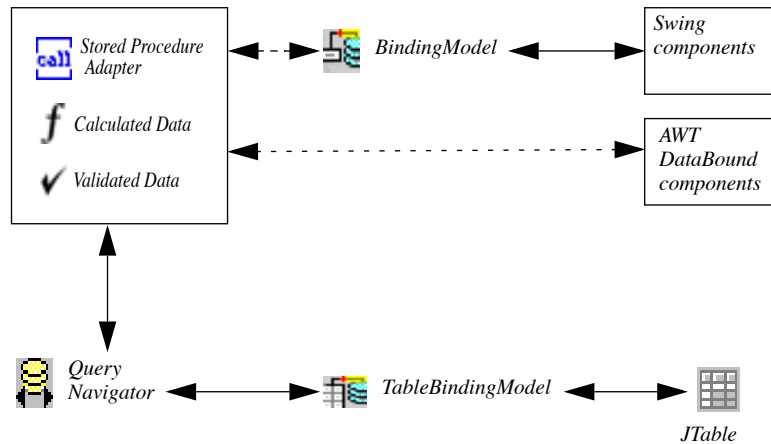 call
Stored Procedure
Adapter
BindingModel
Swing
components
f
Calculated Data
AWT
DataBound
components
Validated Data
Query
Navigator
TableBindingModel
JTable